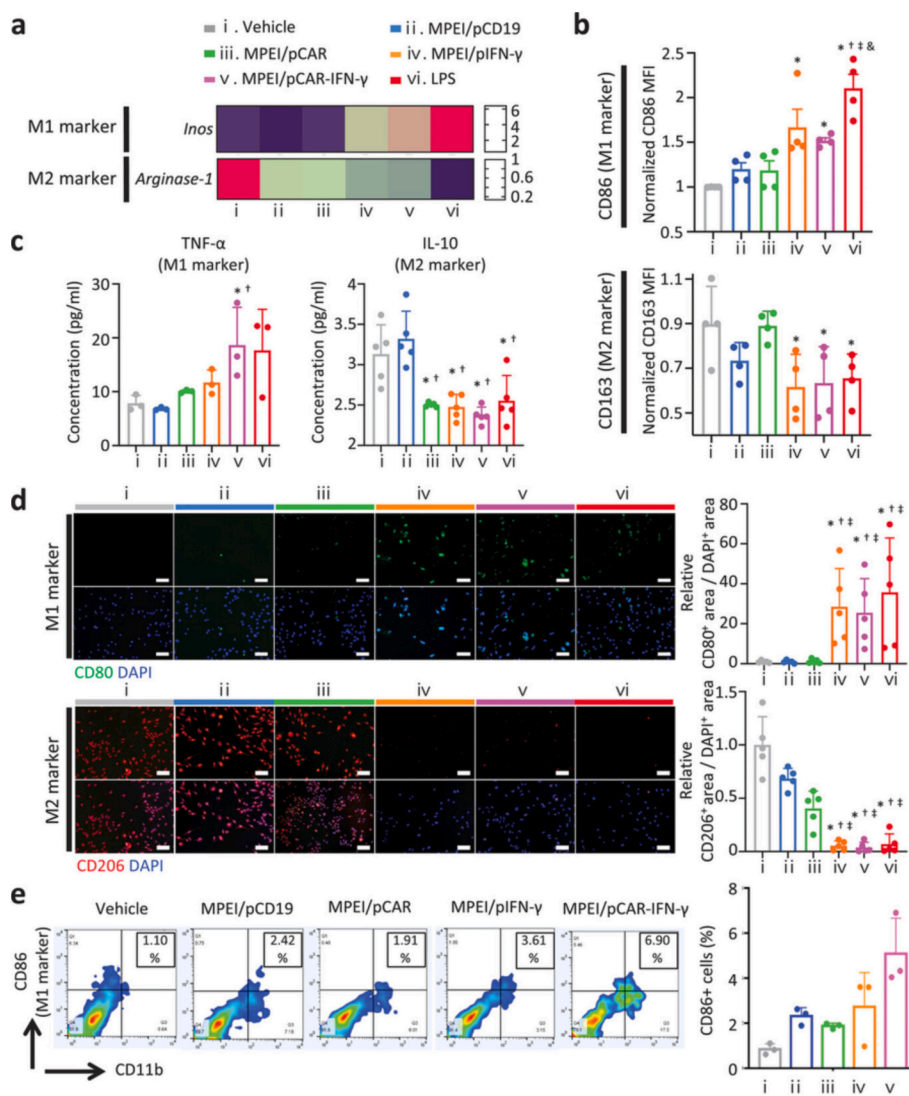 a
i . Vehicle
ii . MPEI/pCD19
iii . MPEI/pCAR
iv . MPEI/pIFN-γ
v . MPEI/pCAR-IFN-γ
vi . LPS
M1 marker
Inos
6
4
2
M2 marker
Arginase-1
1
0.6
0.2
i ii iii iv v vi
b
CD86 (M1 marker)
Normalized CD86 MFI
2.5
2
1.5
1
0.5
*
*
* † ‡ &
i ii iii iv v vi
CD163 (M2 marker)
Normalized CD163 MFI
1.1
0.9
0.7
0.5
* * *
i ii iii iv v vi
c
TNF-α
(M1 marker)
Concentration (pg/ml)
30
20
10
0
* †
i ii iii iv v vi
IL-10
(M2 marker)
Concentration (pg/ml)
4
3.5
3
2.5
2
* † * † * † * †
i ii iii iv v vi
d
i ii iii iv v vi
M1 marker
CD80 DAPI
Relative
CD80⁺ area / DAPI⁺ area
80
60
40
20
0
* † ‡ * † ‡ * † ‡
i ii iii iv v vi
i ii iii iv v vi
M2 marker
CD206 DAPI
Relative
CD206⁺ area / DAPI⁺ area
1.5
1.0
0.5
0
* † ‡ * † ‡ * † ‡
i ii iii iv v vi
e
Vehicle
MPEI/pCD19
MPEI/pCAR
MPEI/pIFN-γ
MPEI/pCAR-IFN-γ
1.10
%
2.42
%
1.91
%
3.61
%
6.90
%
CD86
(M1 marker)
CD11b
CD86+ cells (%)
8
6
4
2
0
i ii iii iv v